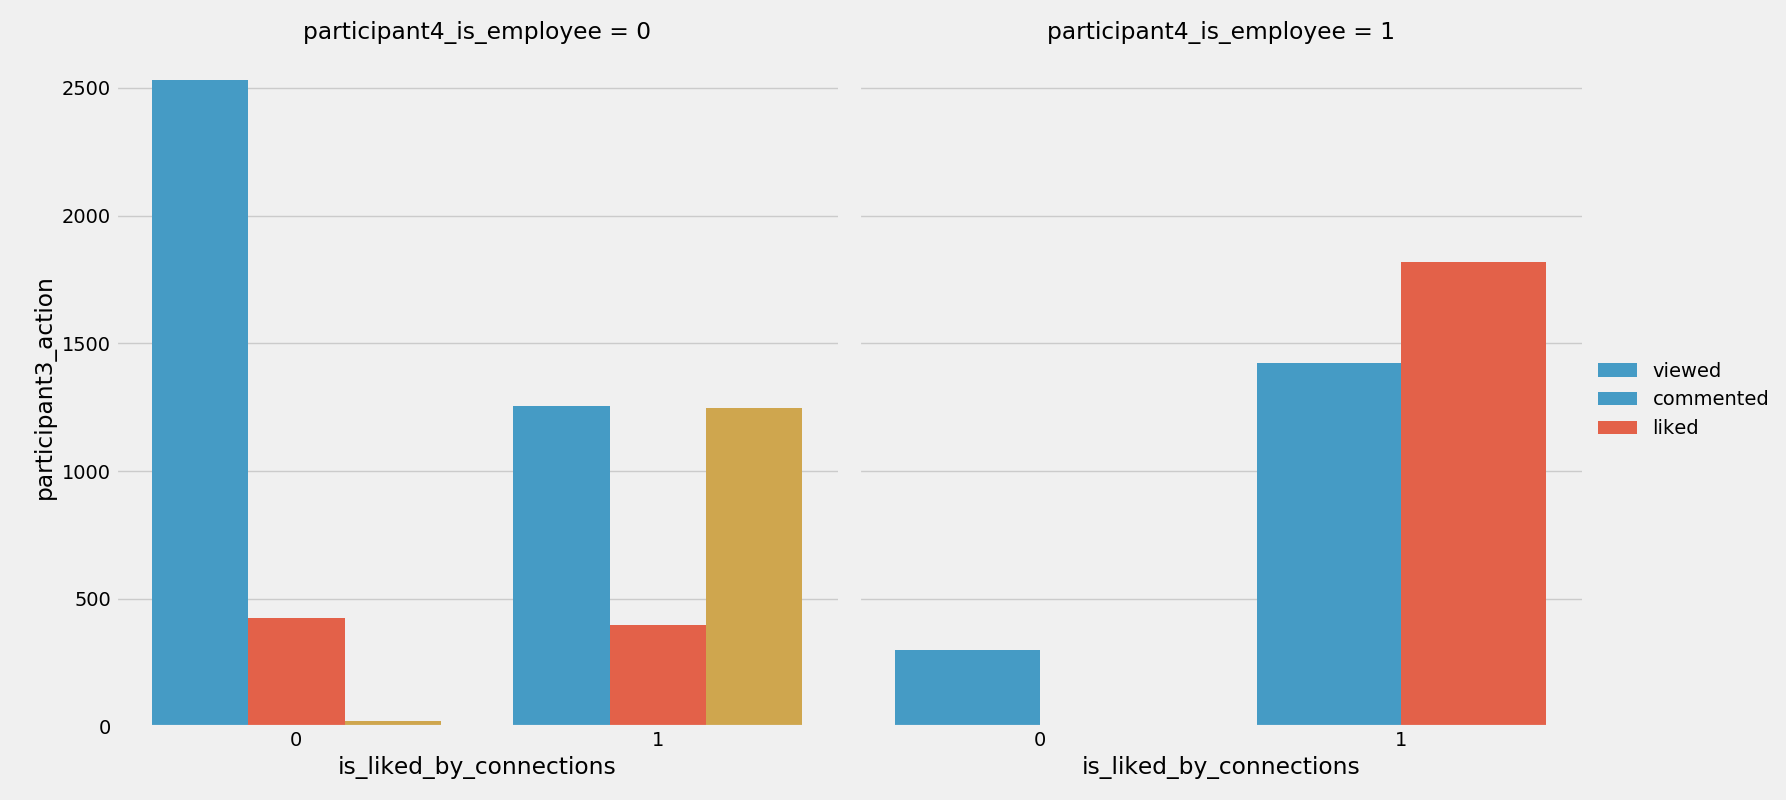 participant4_is_employee = 0
participant4_is_employee = 1
participant3_action
2500
2000
1500
1000
500
0
0
1
0
1
is_liked_by_connections
is_liked_by_connections
viewed
commented
liked